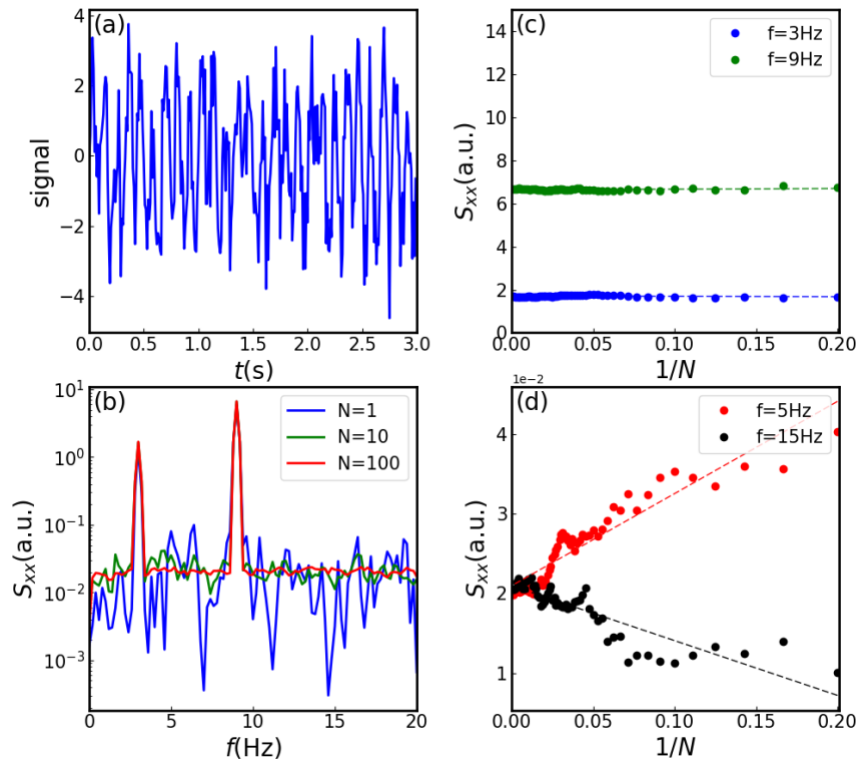 (a)
4
2
0
−2
−4
signal
0.0 0.5 1.0 1.5 2.0 2.5 3.0
t(s)
(c)
f=3Hz
f=9Hz
14
12
10
8
6
4
2
0
Sxx(a.u.)
0.00 0.05 0.10 0.15 0.20
1/N
(b)
N=1
N=10
N=100
10^1
10^0
10^−1
10^−2
10^−3
Sxx(a.u.)
0 5 10 15 20
f(Hz)
1e−2
(d)
f=5Hz
f=15Hz
4
3
2
1
Sxx(a.u.)
0.00 0.05 0.10 0.15 0.20
1/N